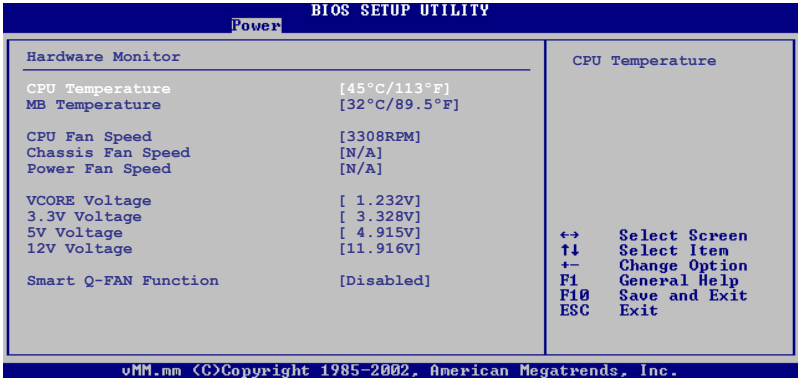 BIOS SETUP UTILITY
Power
Hardware Monitor
CPU Temperature [45°C/113°F]
MB Temperature [32°C/89.5°F]
CPU Fan Speed [3308RPM]
Chassis Fan Speed [N/A]
Power Fan Speed [N/A]
VCORE Voltage [ 1.232V]
3.3V Voltage [ 3.328V]
5V Voltage [ 4.915V]
12V Voltage [11.916V]
Smart Q-FAN Function [Disabled]
CPU Temperature
←→ Select Screen
↑↓ Select Item
+- Change Option
F1 General Help
F10 Save and Exit
ESC Exit
vMM.mm (C)Copyright 1985-2002, American Megatrends, Inc.